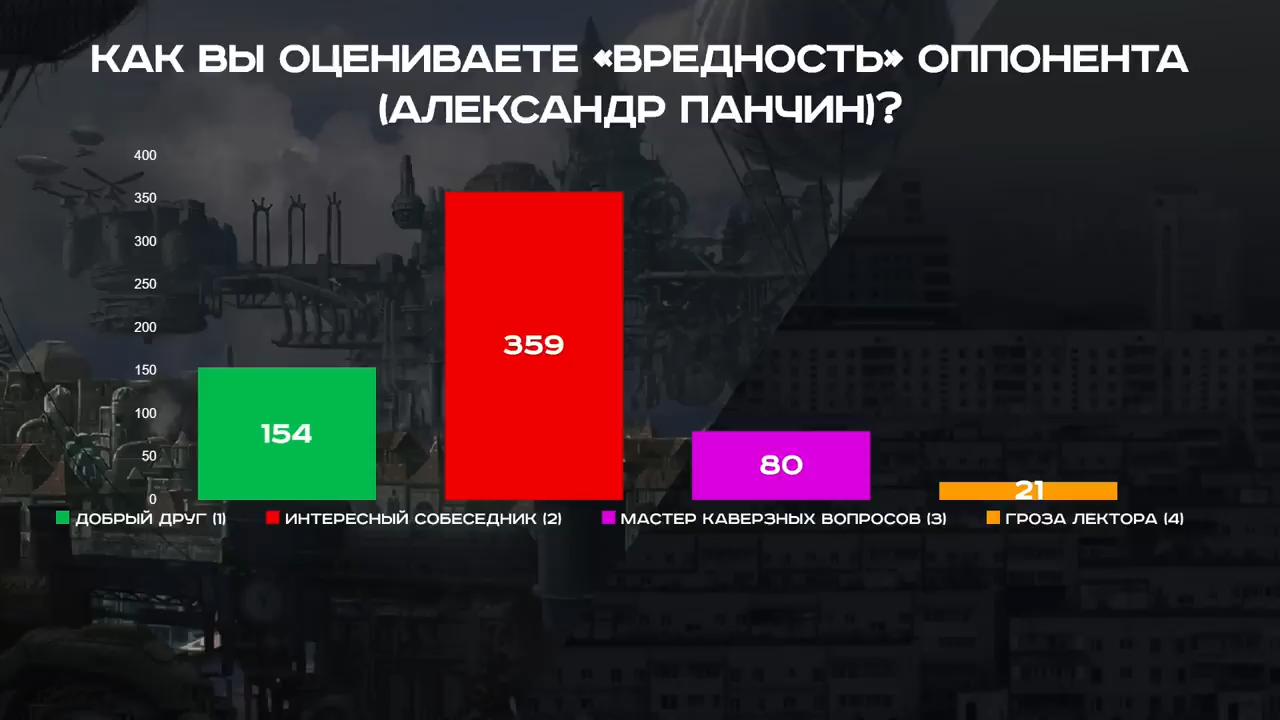 КАК ВЫ ОЦЕНИВАЕТЕ «ВРЕДНОСТЬ» ОППОНЕНТА
(АЛЕКСАНДР ПАНЧИН)?
400
350
300
250
200
150
100
50
0
154
359
80
21
ДОБРЫЙ ДРУГ (1)
ИНТЕРЕСНЫЙ СОБЕСЕДНИК (2)
МАСТЕР КАВЕРЗНЫХ ВОПРОСОВ (3)
ГРОЗА ЛЕКТОРА (4)